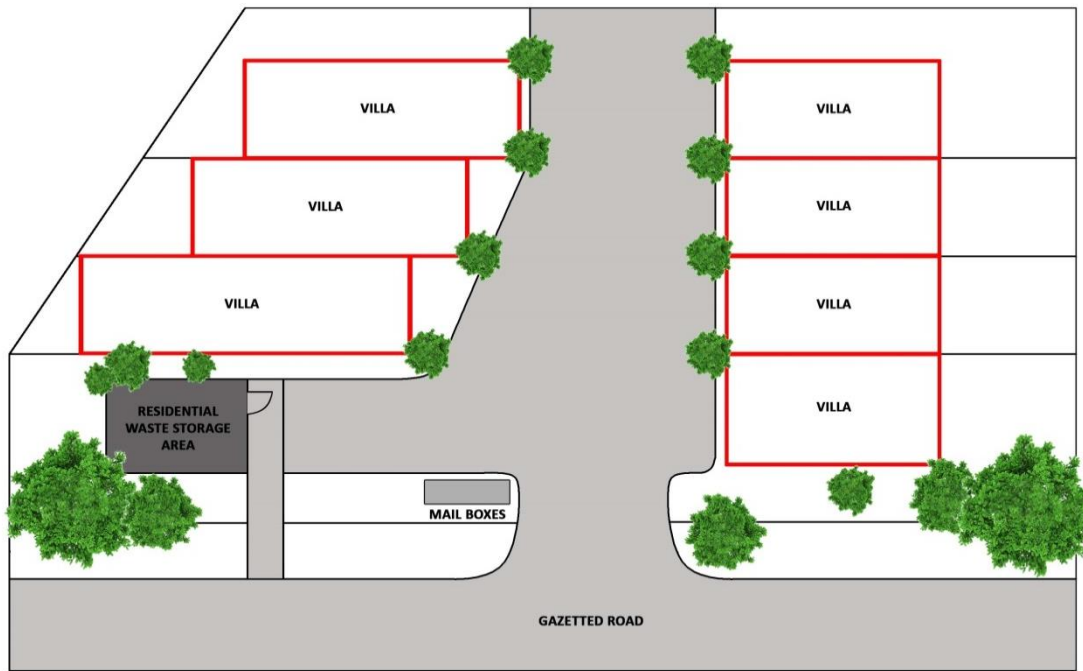 VILLA
VILLA
VILLA
VILLA
VILLA
VILLA
VILLA
RESIDENTIAL
WASTE STORAGE
AREA
MAIL BOXES
GAZETTED ROAD